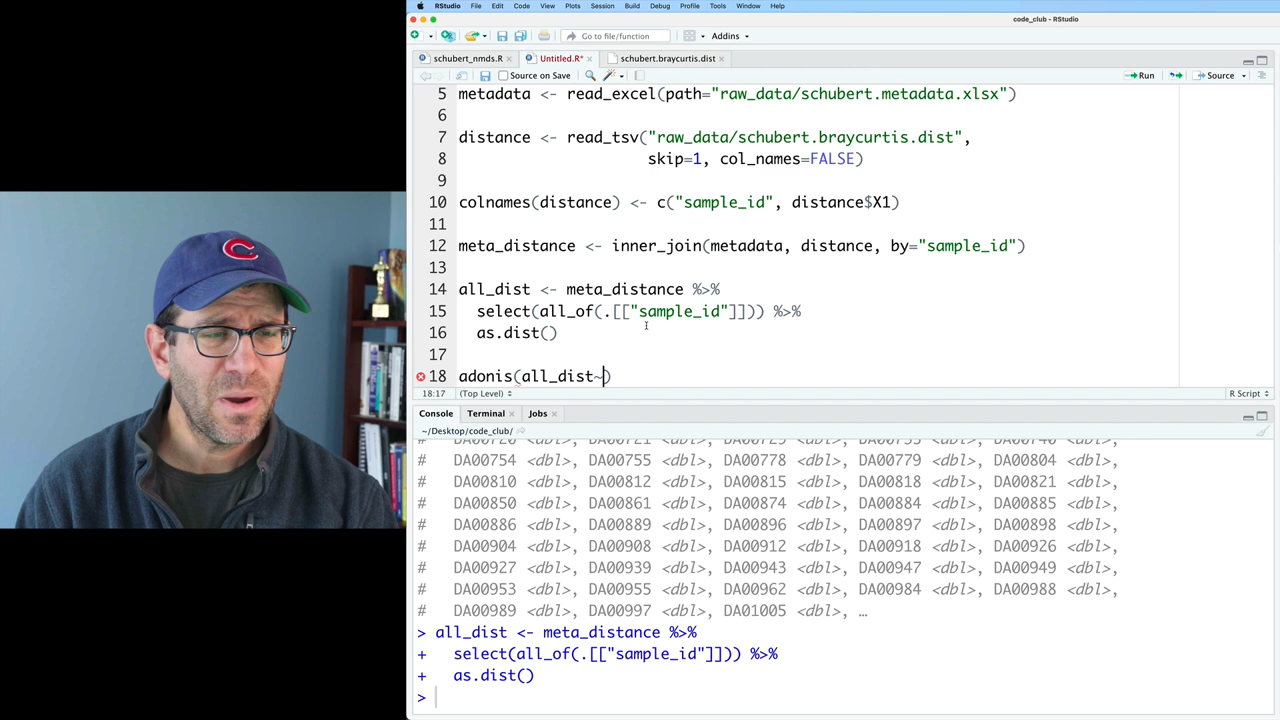 RStudio File Edit Code View Plots Session Build Debug Profile Tools Window Help
code_club - RStudio
Go to file/function Addins
schubert_nmds.R Untitled.R* schubert.braycurtis.dist
Source on Save Run Source
5 metadata <- read_excel(path="raw_data/schubert.metadata.xlsx")
6
7 distance <- read_tsv("raw_data/schubert.braycurtis.dist",
8 skip=1, col_names=FALSE)
9
10 colnames(distance) <- c("sample_id", distance$X1)
11
12 meta_distance <- inner_join(metadata, distance, by="sample_id")
13
14 all_dist <- meta_distance %>%
15 select(all_of(.[["sample_id"]])) %>%
16 as.dist()
17
18 adonis(all_dist~)
18:17 (Top Level) R Script
Console Terminal Jobs
~/Desktop/code_club/
# DA00754 <dbl>, DA00755 <dbl>, DA00778 <dbl>, DA00779 <dbl>, DA00804 <dbl>,
# DA00810 <dbl>, DA00812 <dbl>, DA00815 <dbl>, DA00818 <dbl>, DA00821 <dbl>,
# DA00850 <dbl>, DA00861 <dbl>, DA00874 <dbl>, DA00884 <dbl>, DA00885 <dbl>,
# DA00886 <dbl>, DA00889 <dbl>, DA00896 <dbl>, DA00897 <dbl>, DA00898 <dbl>,
# DA00904 <dbl>, DA00908 <dbl>, DA00912 <dbl>, DA00918 <dbl>, DA00926 <dbl>,
# DA00927 <dbl>, DA00939 <dbl>, DA00943 <dbl>, DA00947 <dbl>, DA00949 <dbl>,
# DA00953 <dbl>, DA00955 <dbl>, DA00962 <dbl>, DA00984 <dbl>, DA00988 <dbl>,
# DA00989 <dbl>, DA00997 <dbl>, DA01005 <dbl>, …
> all_dist <- meta_distance %>%
+ select(all_of(.[["sample_id"]])) %>%
+ as.dist()
>